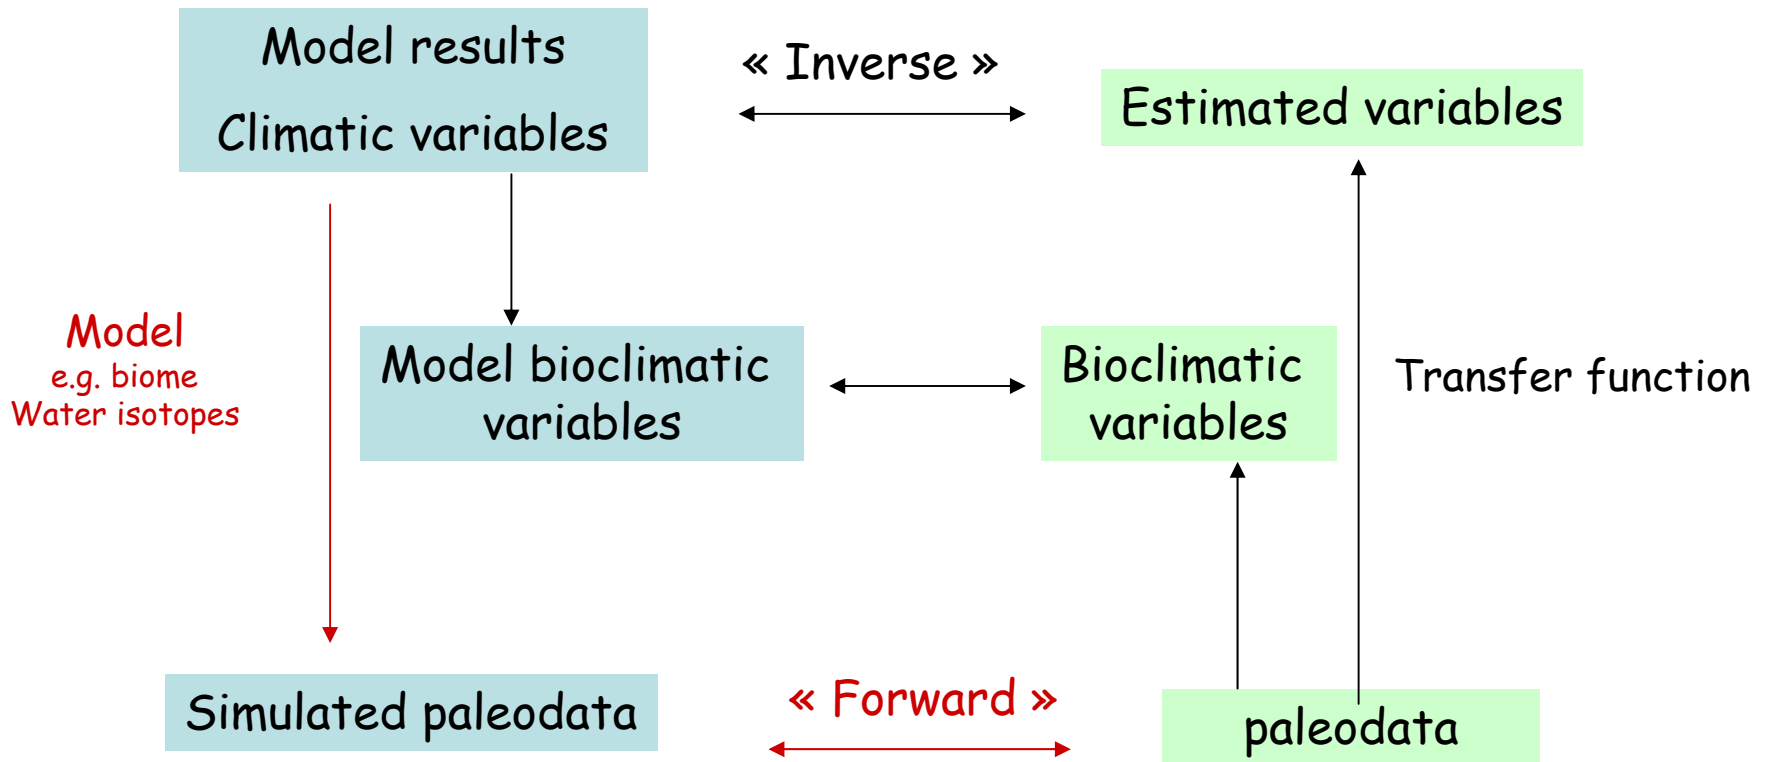 Model results
Climatic variables
« Inverse »
Estimated variables
Model
e.g. biome
Water isotopes
Model bioclimatic
variables
Bioclimatic
variables
Transfer function
Simulated paleodata
« Forward »
paleodata